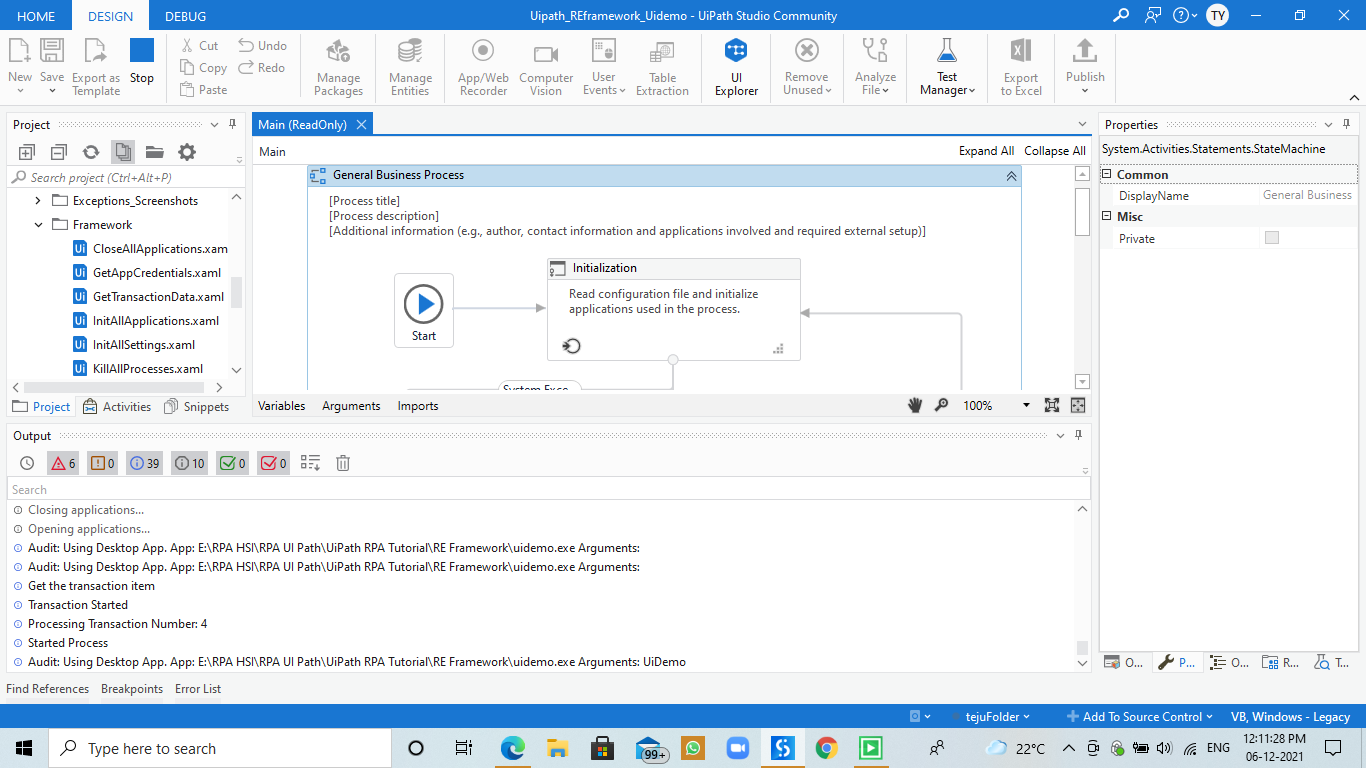 HOME DESIGN DEBUG Uipath_REframework_Uidemo - UiPath Studio Community TY
New Save Export as Template Stop Cut Copy Paste Undo Redo Manage Packages Manage Entities App/Web Recorder Computer Vision User Events Table Extraction UI Explorer Remove Unused Analyze File Test Manager Export to Excel Publish
Project
Search project (Ctrl+Alt+P)
Exceptions_Screenshots
Framework
CloseAllApplications.xam
GetAppCredentials.xaml
GetTransactionData.xaml
InitAllApplications.xaml
InitAllSettings.xaml
KillAllProcesses.xaml
Project Activities Snippets
Main (ReadOnly)
Main Expand All Collapse All
General Business Process
[Process title]
[Process description]
[Additional information (e.g., author, contact information and applications involved and required external setup)]
Start
Initialization
Read configuration file and initialize
applications used in the process.
System Exce
Variables Arguments Imports 100%
Properties
System.Activities.Statements.StateMachine
Common
DisplayName General Business
Misc
Private
O... P... O... R... T...
Output
6 0 39 10 0 0
Search
Closing applications...
Opening applications...
Audit: Using Desktop App. App: E:\RPA HSI\RPA UI Path\UiPath RPA Tutorial\RE Framework\uidemo.exe Arguments:
Audit: Using Desktop App. App: E:\RPA HSI\RPA UI Path\UiPath RPA Tutorial\RE Framework\uidemo.exe Arguments:
Get the transaction item
Transaction Started
Processing Transaction Number: 4
Started Process
Audit: Using Desktop App. App: E:\RPA HSI\RPA UI Path\UiPath RPA Tutorial\RE Framework\uidemo.exe Arguments: UiDemo
Find References Breakpoints Error List
tejuFolder Add To Source Control VB, Windows - Legacy
Type here to search 99+ 22°C ENG 12:11:28 PM
06-12-2021